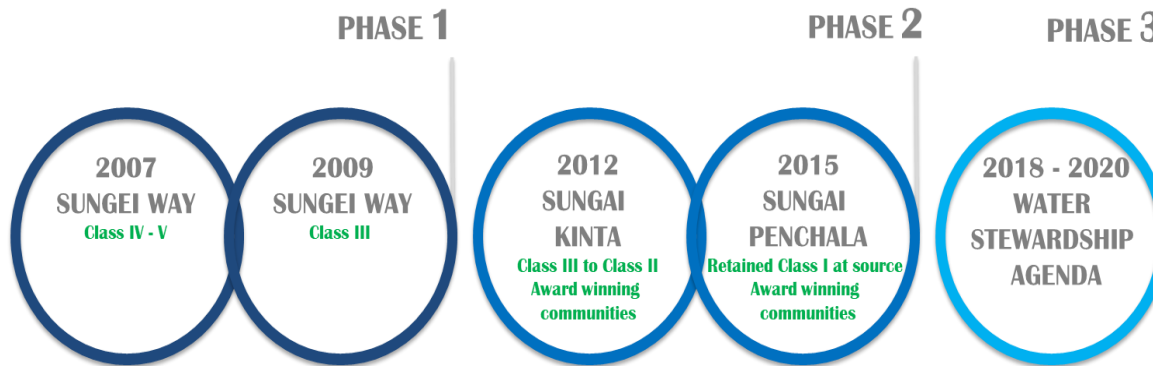 PHASE 1
PHASE 2
PHASE 3
2007
SUNGEI WAY
Class IV - V
2009
SUNGEI WAY
Class III
2012
SUNGAI
KINTA
Class III to Class II
Award winning
communities
2015
SUNGAI
PENCHALA
Retained Class I at source
Award winning
communities
2018 - 2020
WATER
STEWARDSHIP
AGENDA